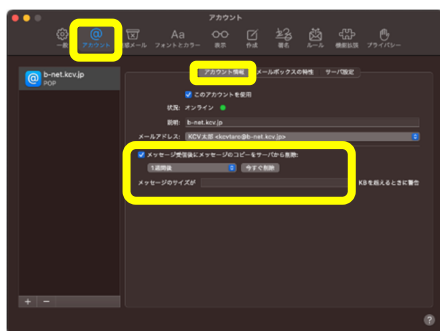 アカウント
一般 アカウント 迷惑メール フォントとカラー 表示 作成 署名 ルール 機能拡張 プライバシー
b-net.kcv.jp
POP
アカウント情報 メールボックスの特性 サーバ設定
このアカウントを使用
状況: オンライン
説明: b-net.kcv.jp
メールアドレス: KCV太郎 <kcvtaro@b-net.kcv.jp>
メッセージ受信後にメッセージのコピーをサーバから削除:
1週間後 今すぐ削除
メッセージのサイズが KBを超えるときに警告
+ −
?